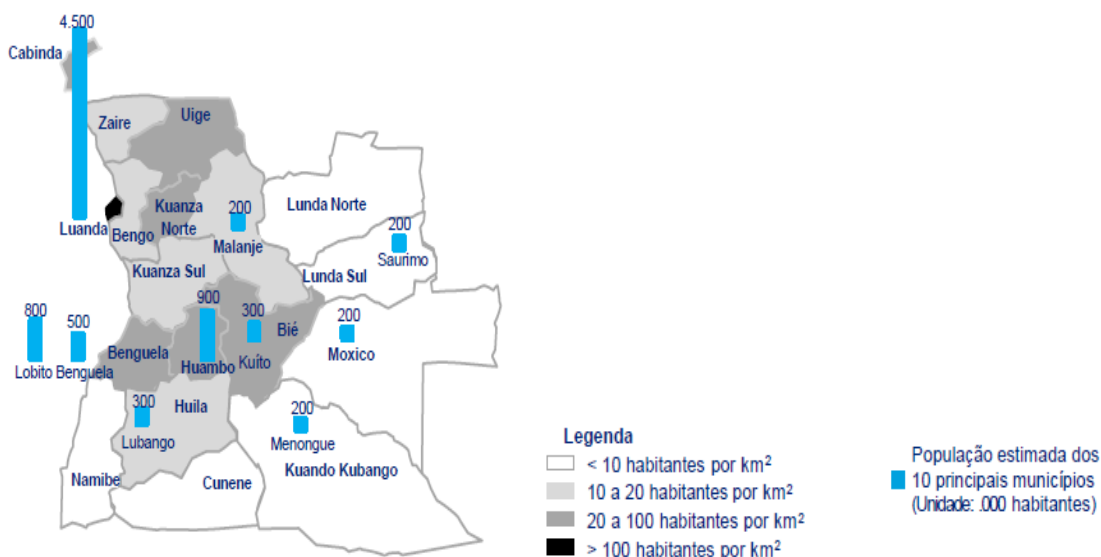 4.500
Cabinda
Zaire
Uige
Luanda
Bengo
Kuanza
Norte
200
Malanje
Lunda Norte
200
Saurimo
Lunda Sul
Kuanza Sul
800
Lobito
500
Benguela
Benguela
900
Huambo
300
Kuíto
Bié
200
Moxico
300
Lubango
Huila
200
Menongue
Kuando Kubango
Namibe
Cunene
Legenda
< 10 habitantes por km²
10 a 20 habitantes por km²
20 a 100 habitantes por km²
> 100 habitantes por km²
População estimada dos
10 principais municípios
(Unidade: .000 habitantes)